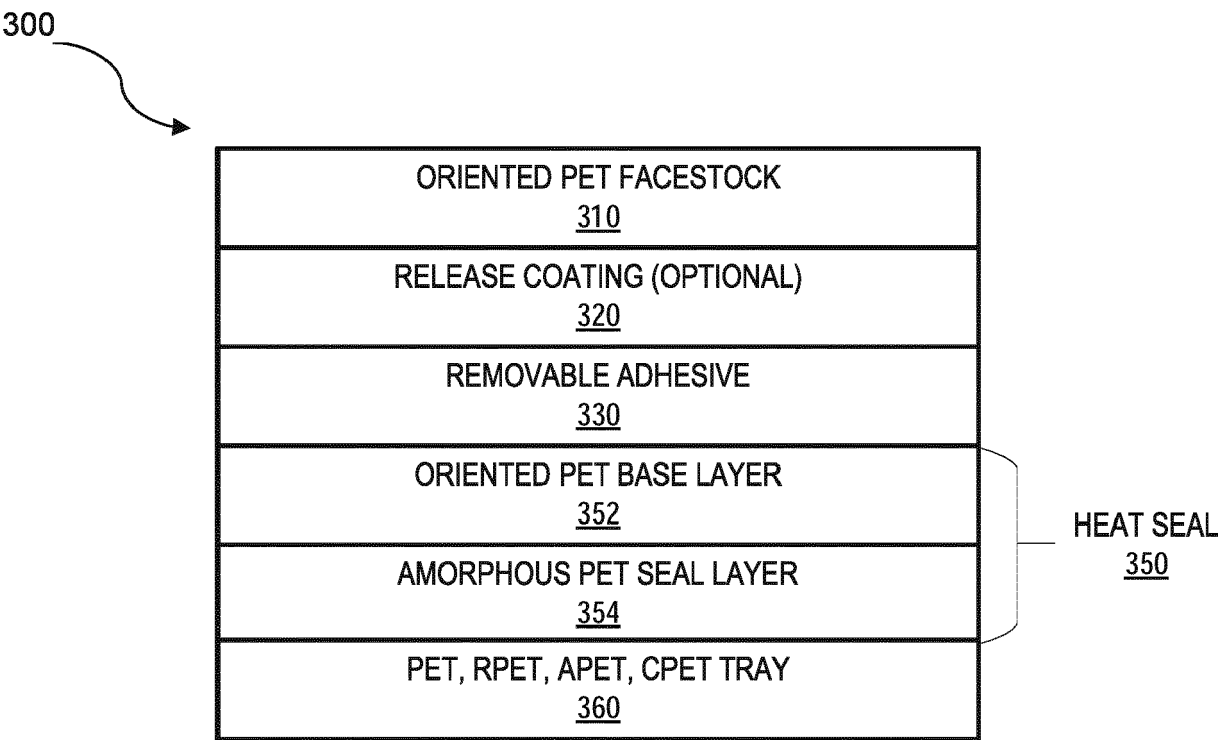 300
ORIENTED PET FACESTOCK
310
RELEASE COATING (OPTIONAL)
320
REMOVABLE ADHESIVE
330
ORIENTED PET BASE LAYER
352
AMORPHOUS PET SEAL LAYER
354
HEAT SEAL
350
PET, RPET, APET, CPET TRAY
360